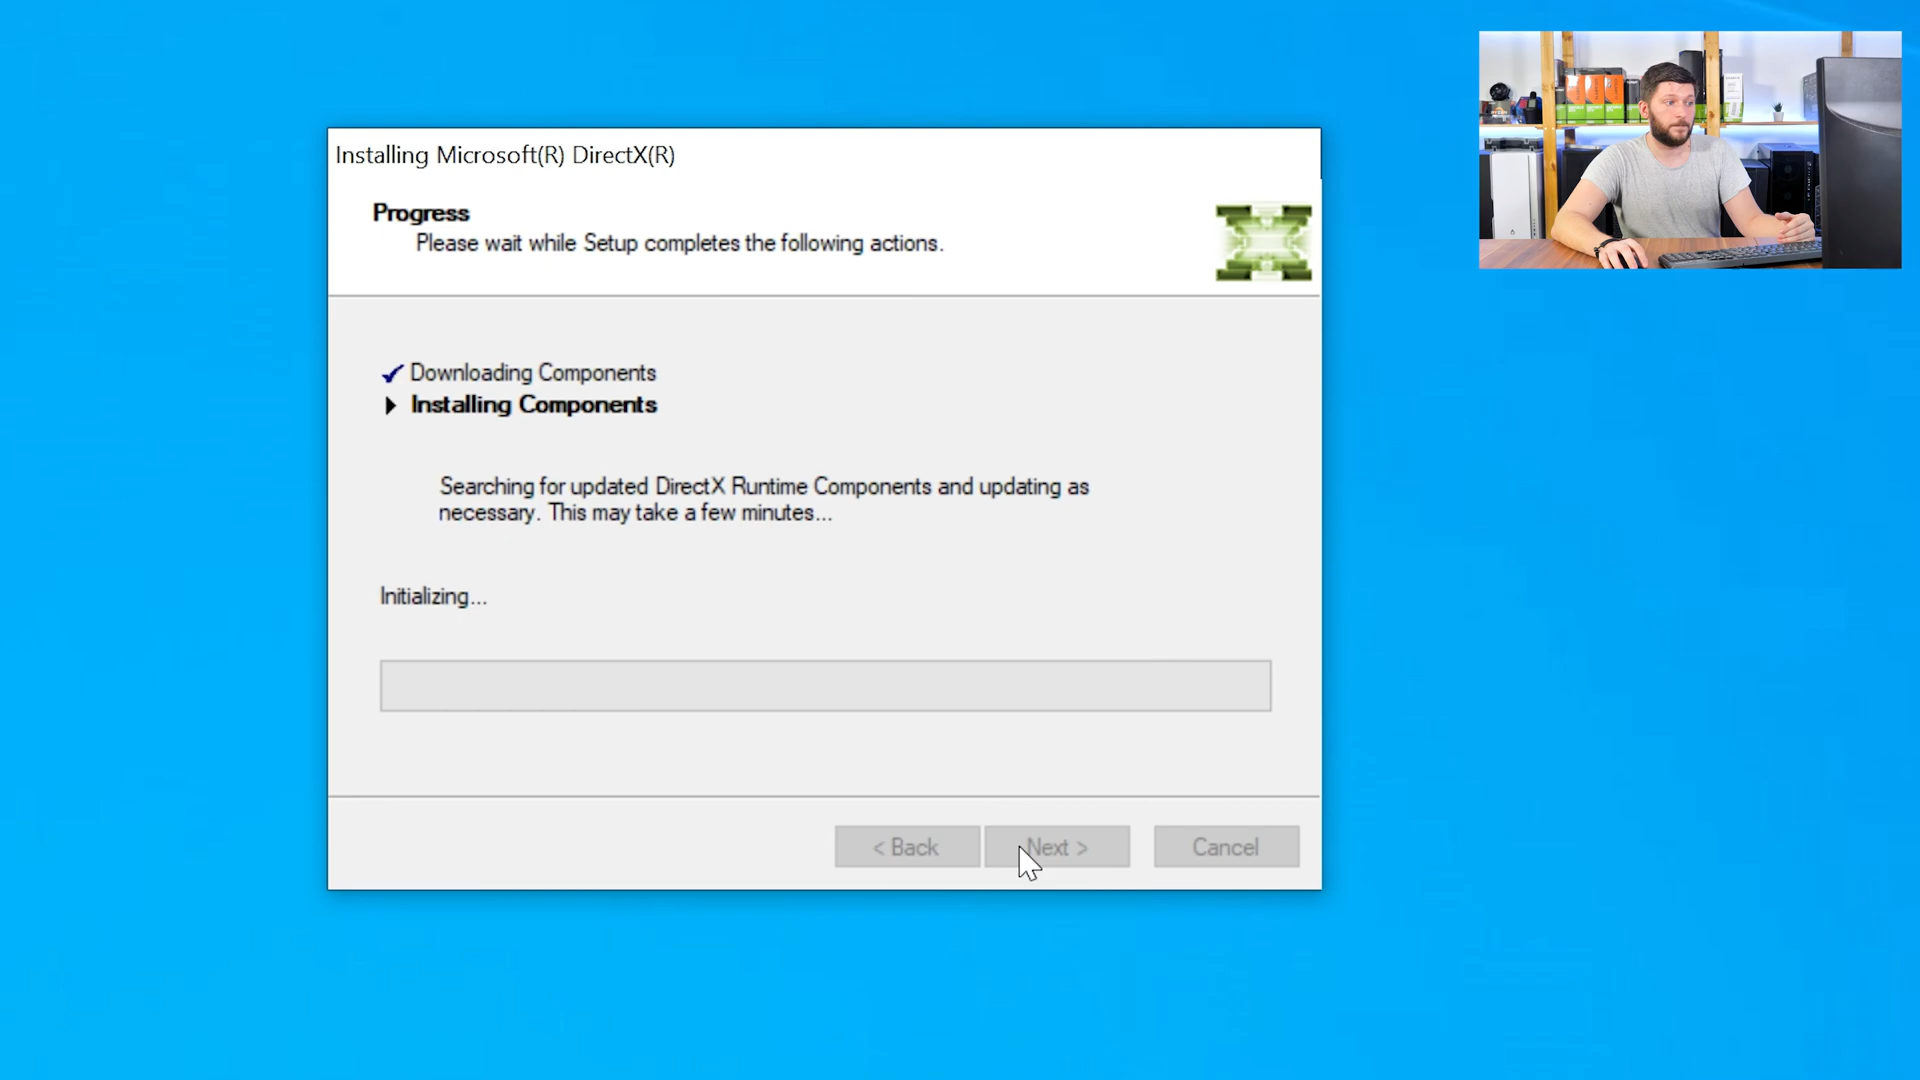 Installing Microsoft(R) DirectX(R)
Progress
Please wait while Setup completes the following actions.
Downloading Components
Installing Components
Searching for updated DirectX Runtime Components and updating as
necessary. This may take a few minutes...
Initializing...
< Back
Next >
Cancel